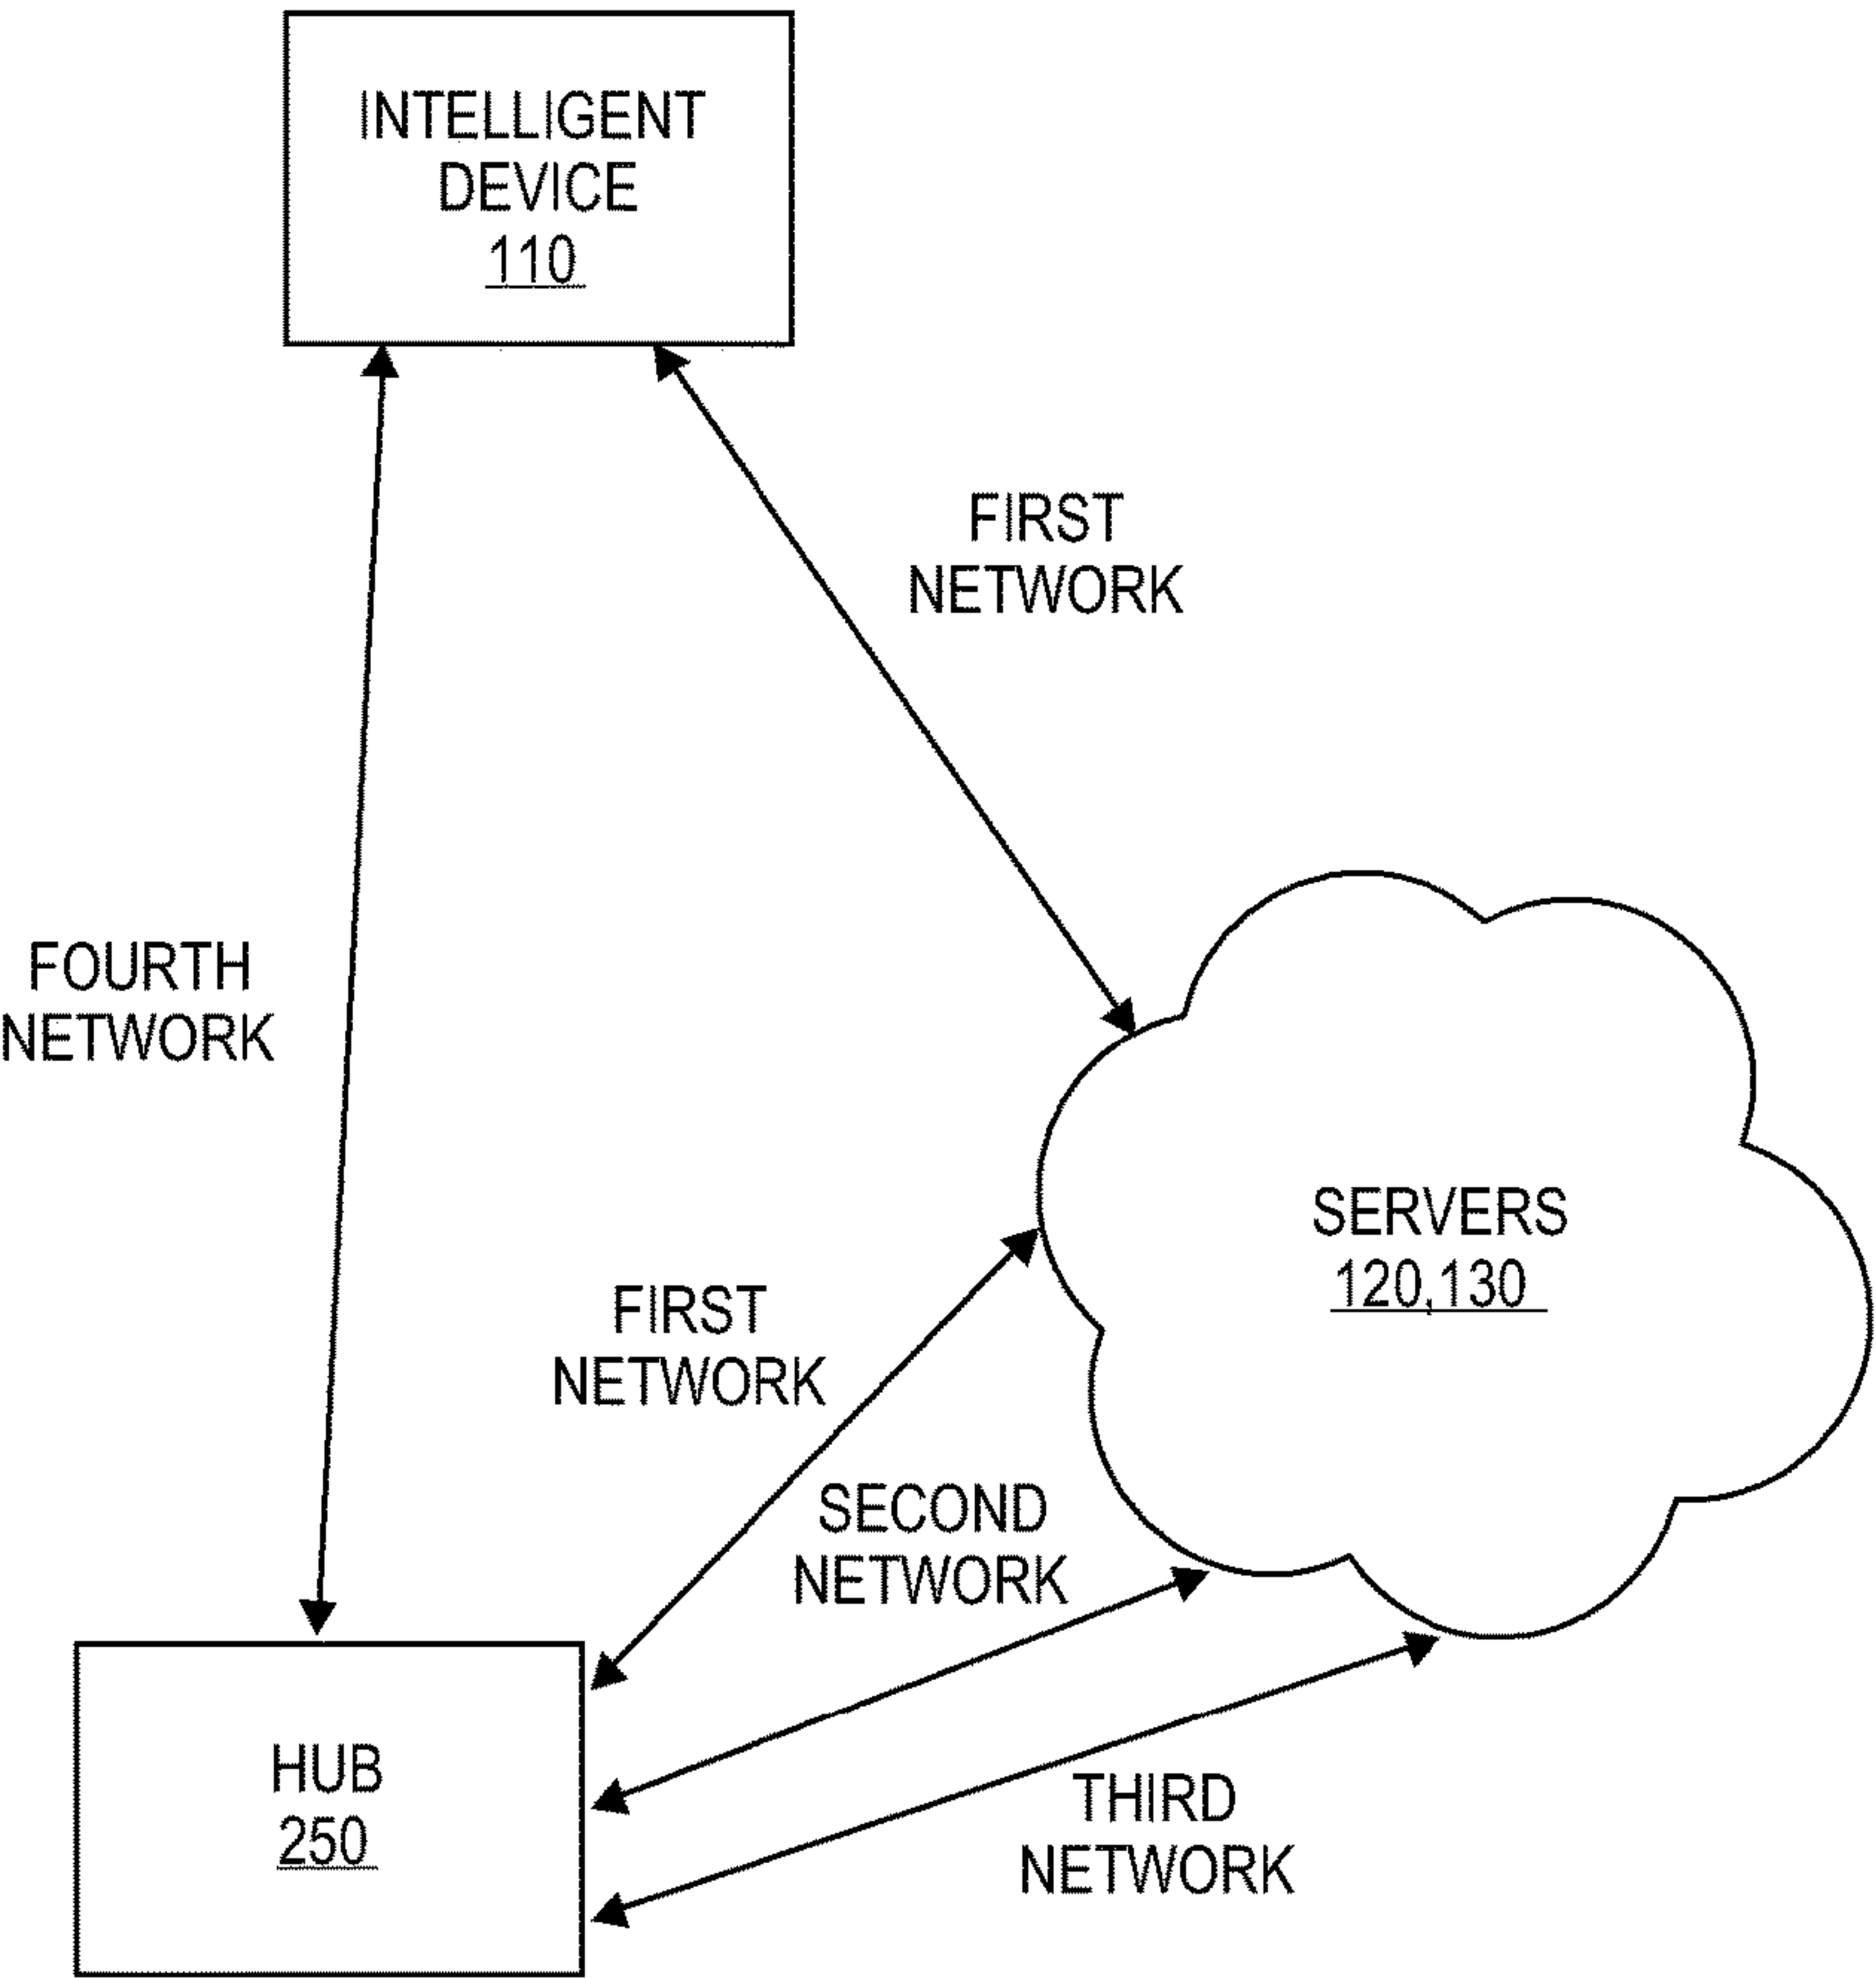 INTELLIGENT
DEVICE
110
FIRST
NETWORK
FOURTH
NETWORK
SERVERS
120,130
FIRST
NETWORK
SECOND
NETWORK
HUB
250
THIRD
NETWORK